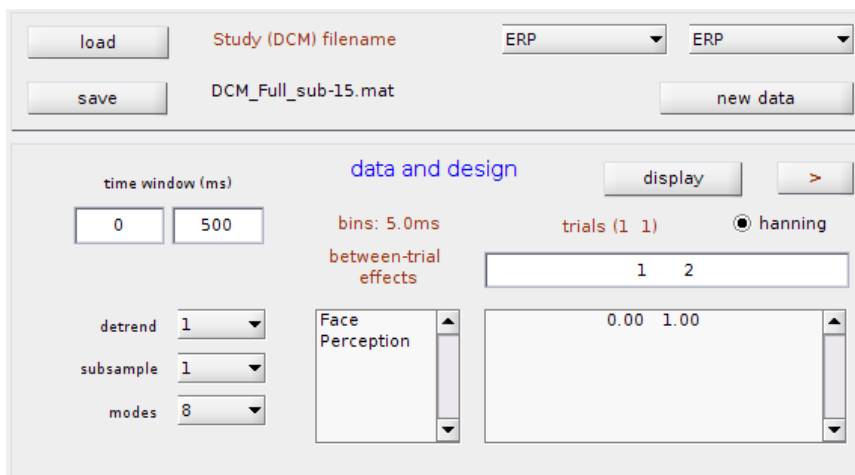 load Study (DCM) filename ERP ERP
save DCM_Full_sub-15.mat new data
data and design
time window (ms) display >
0 500 bins: 5.0ms trials (1 1) hanning
between-trial
effects
1 2
detrend 1 Face 0.00 1.00
Perception
subsample 1
modes 8